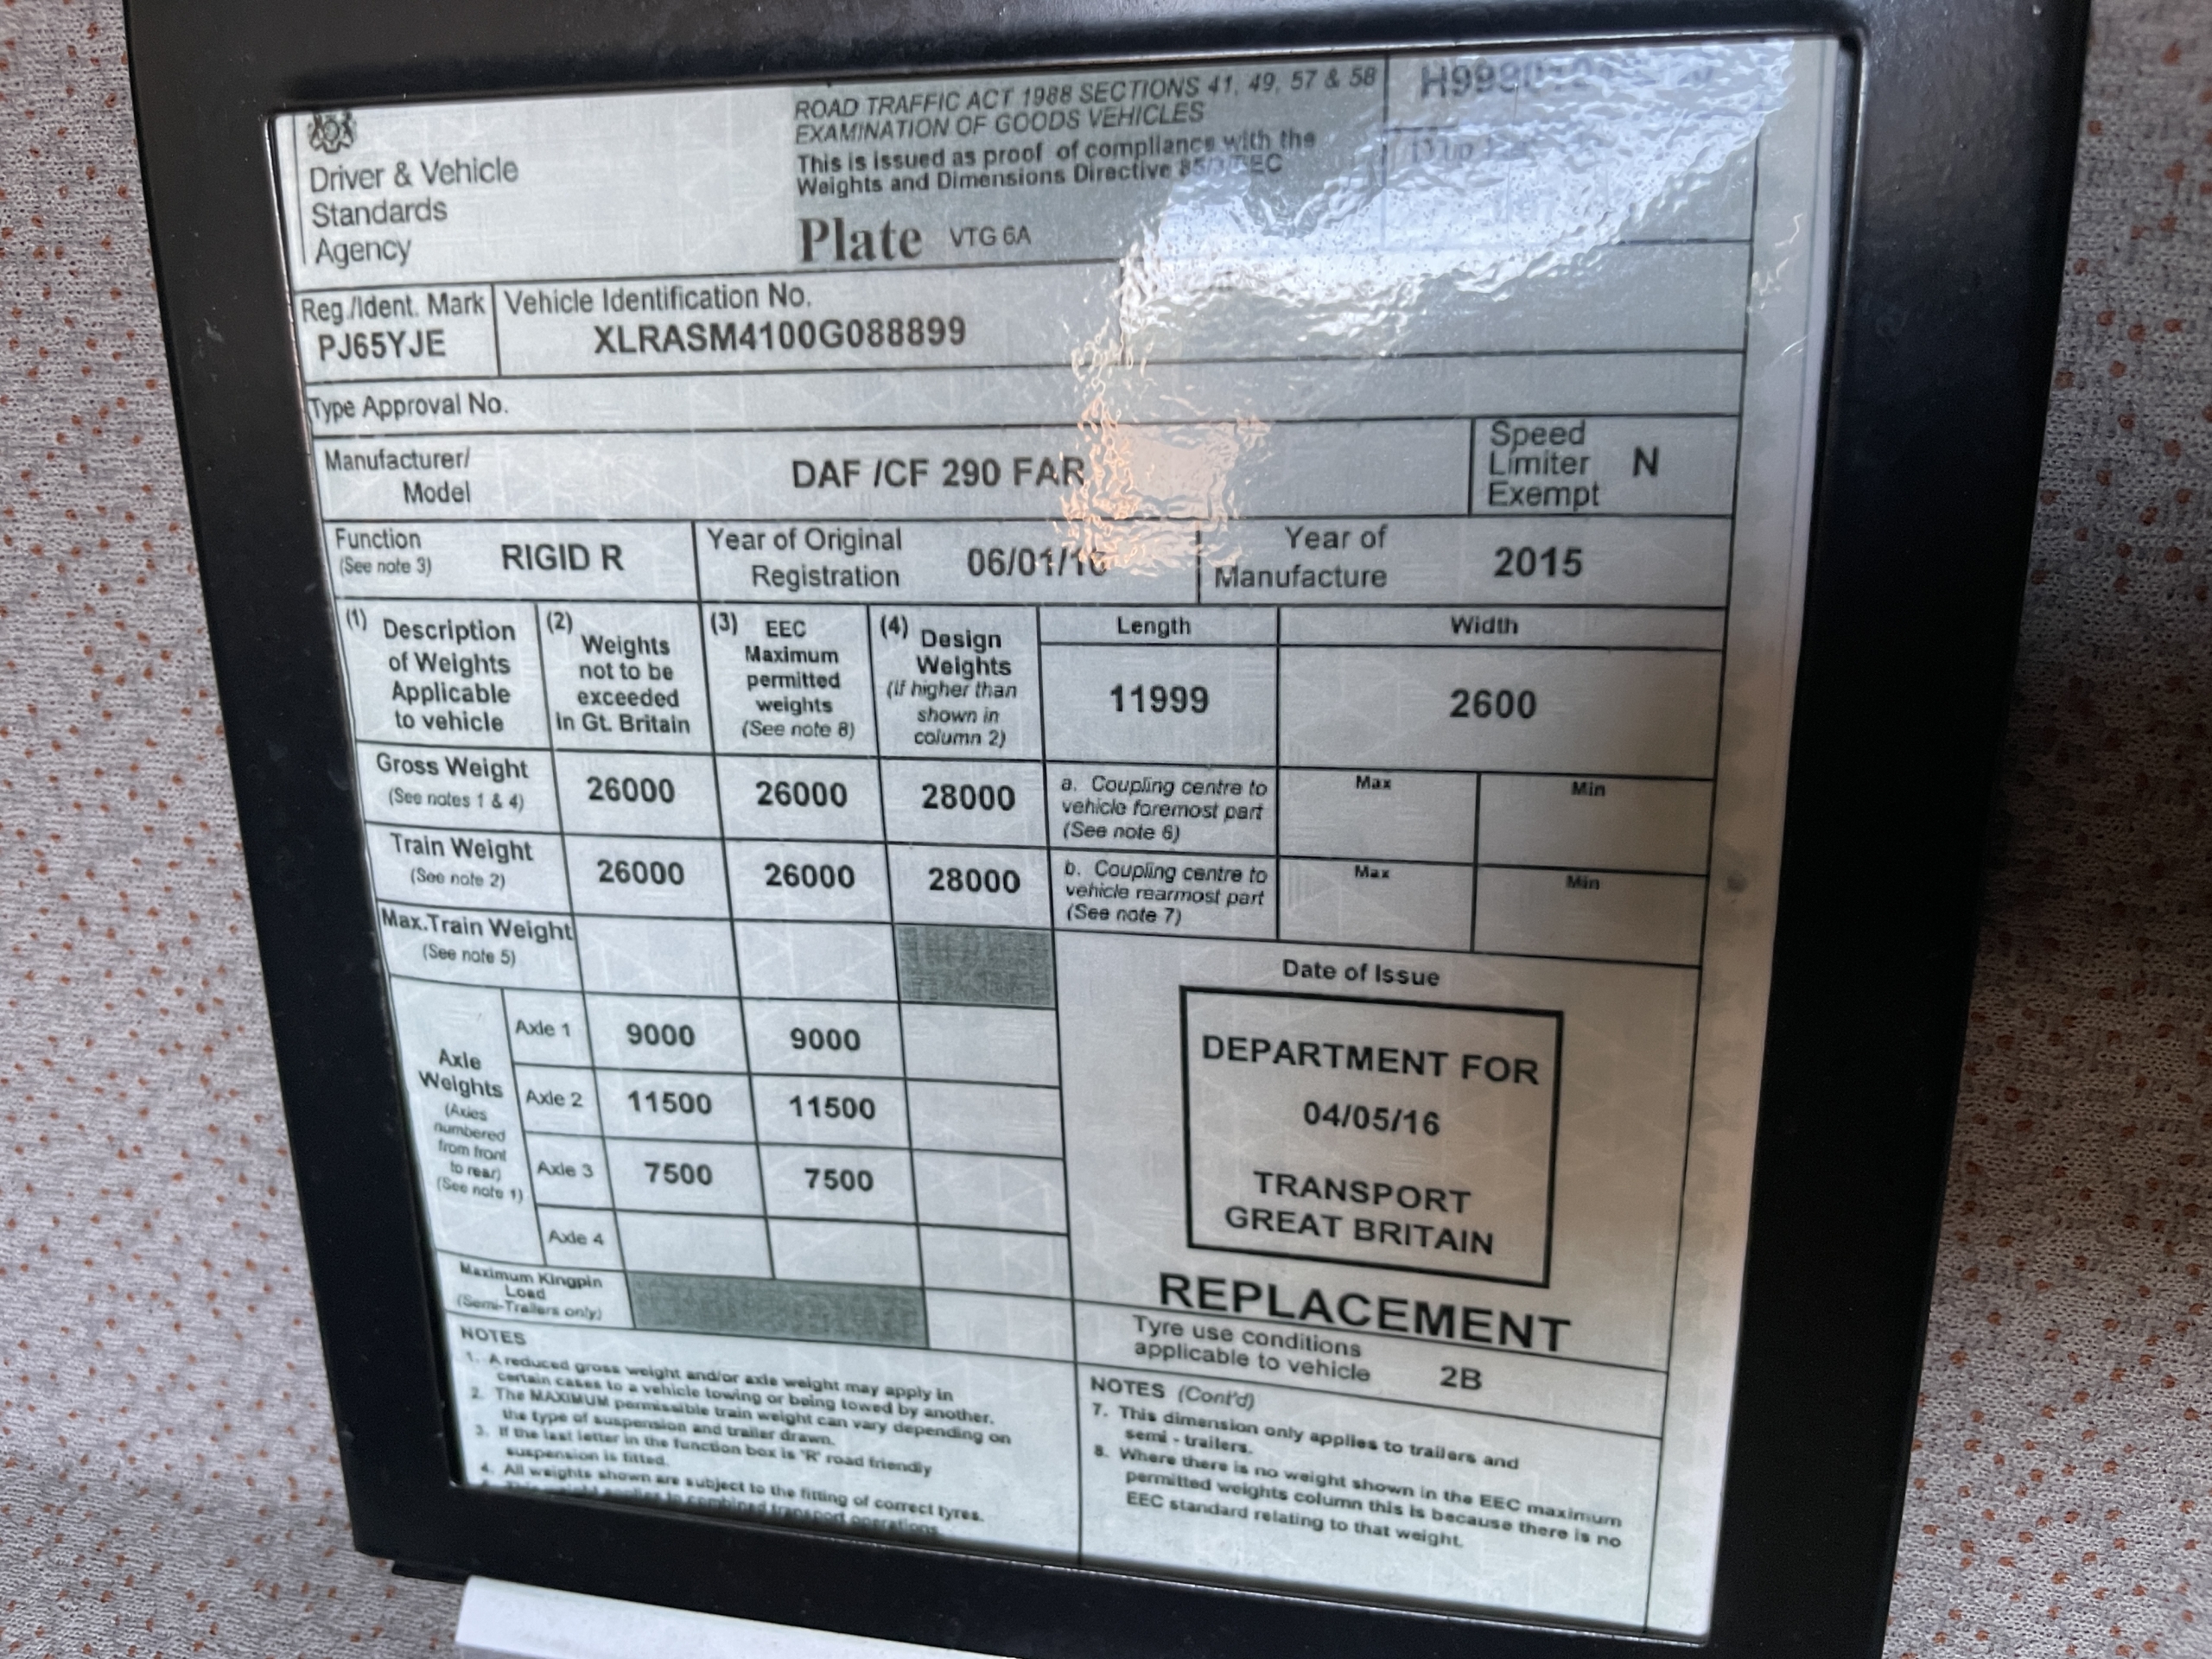 Driver & Vehicle
Standards
Agency
ROAD TRAFFIC ACT 1988 SECTIONS 41, 49, 57 & 58
EXAMINATION OF GOODS VEHICLES
This is issued as proof of compliance with the
Weights and Dimensions Directive
Plate VTG 6A
Reg./Ident. Mark
PJ65YJE
Vehicle Identification No.
XLRASM4100G088899
Type Approval No.
Manufacturer/
Model
DAF /CF 290 FAR
Speed
Limiter
Exempt
N
Function
(See note 3)
RIGID R
Year of Original
Registration
06/01/16
Year of
Manufacture
2015
(1) Description
of Weights
Applicable
to vehicle
(2) Weights
not to be
exceeded
in Gt. Britain
(3) EEC
Maximum
permitted
weights
(See note 8)
(4) Design
Weights
(if higher than
shown in
column 2)
Length
11999
Width
2600
Gross Weight
(See notes 1 & 4)
26000
26000
28000
a. Coupling centre to
vehicle foremost part
(See note 6)
Max
Min
Train Weight
(See note 2)
26000
26000
28000
b. Coupling centre to
vehicle rearmost part
(See note 7)
Max
Min
Max.Train Weight
(See note 5)
Axle
Weights
(Axles
numbered
from front
to rear)
(See note 1)
Axle 1
9000
9000
Axle 2
11500
11500
Axle 3
7500
7500
Axle 4
Maximum Kingpin
Load
(Semi-Trailers only)
Date of Issue
DEPARTMENT FOR
04/05/16
TRANSPORT
GREAT BRITAIN
REPLACEMENT
Tyre use conditions
applicable to vehicle
2B
NOTES
1. A reduced gross weight and/or axle weight may apply in
certain cases to a vehicle towing or being towed by another.
2. The MAXIMUM permissible train weight can vary depending on
the type of suspension and trailer drawn.
3. If the last letter in the function box is 'R' road friendly
suspension is fitted.
4. All weights shown are subject to the fitting of correct tyres.
This weight applies to combined transport operations.
NOTES (Cont'd)
7. This dimension only applies to trailers and
semi - trailers.
8. Where there is no weight shown in the EEC maximum
permitted weights column this is because there is no
EEC standard relating to that weight.